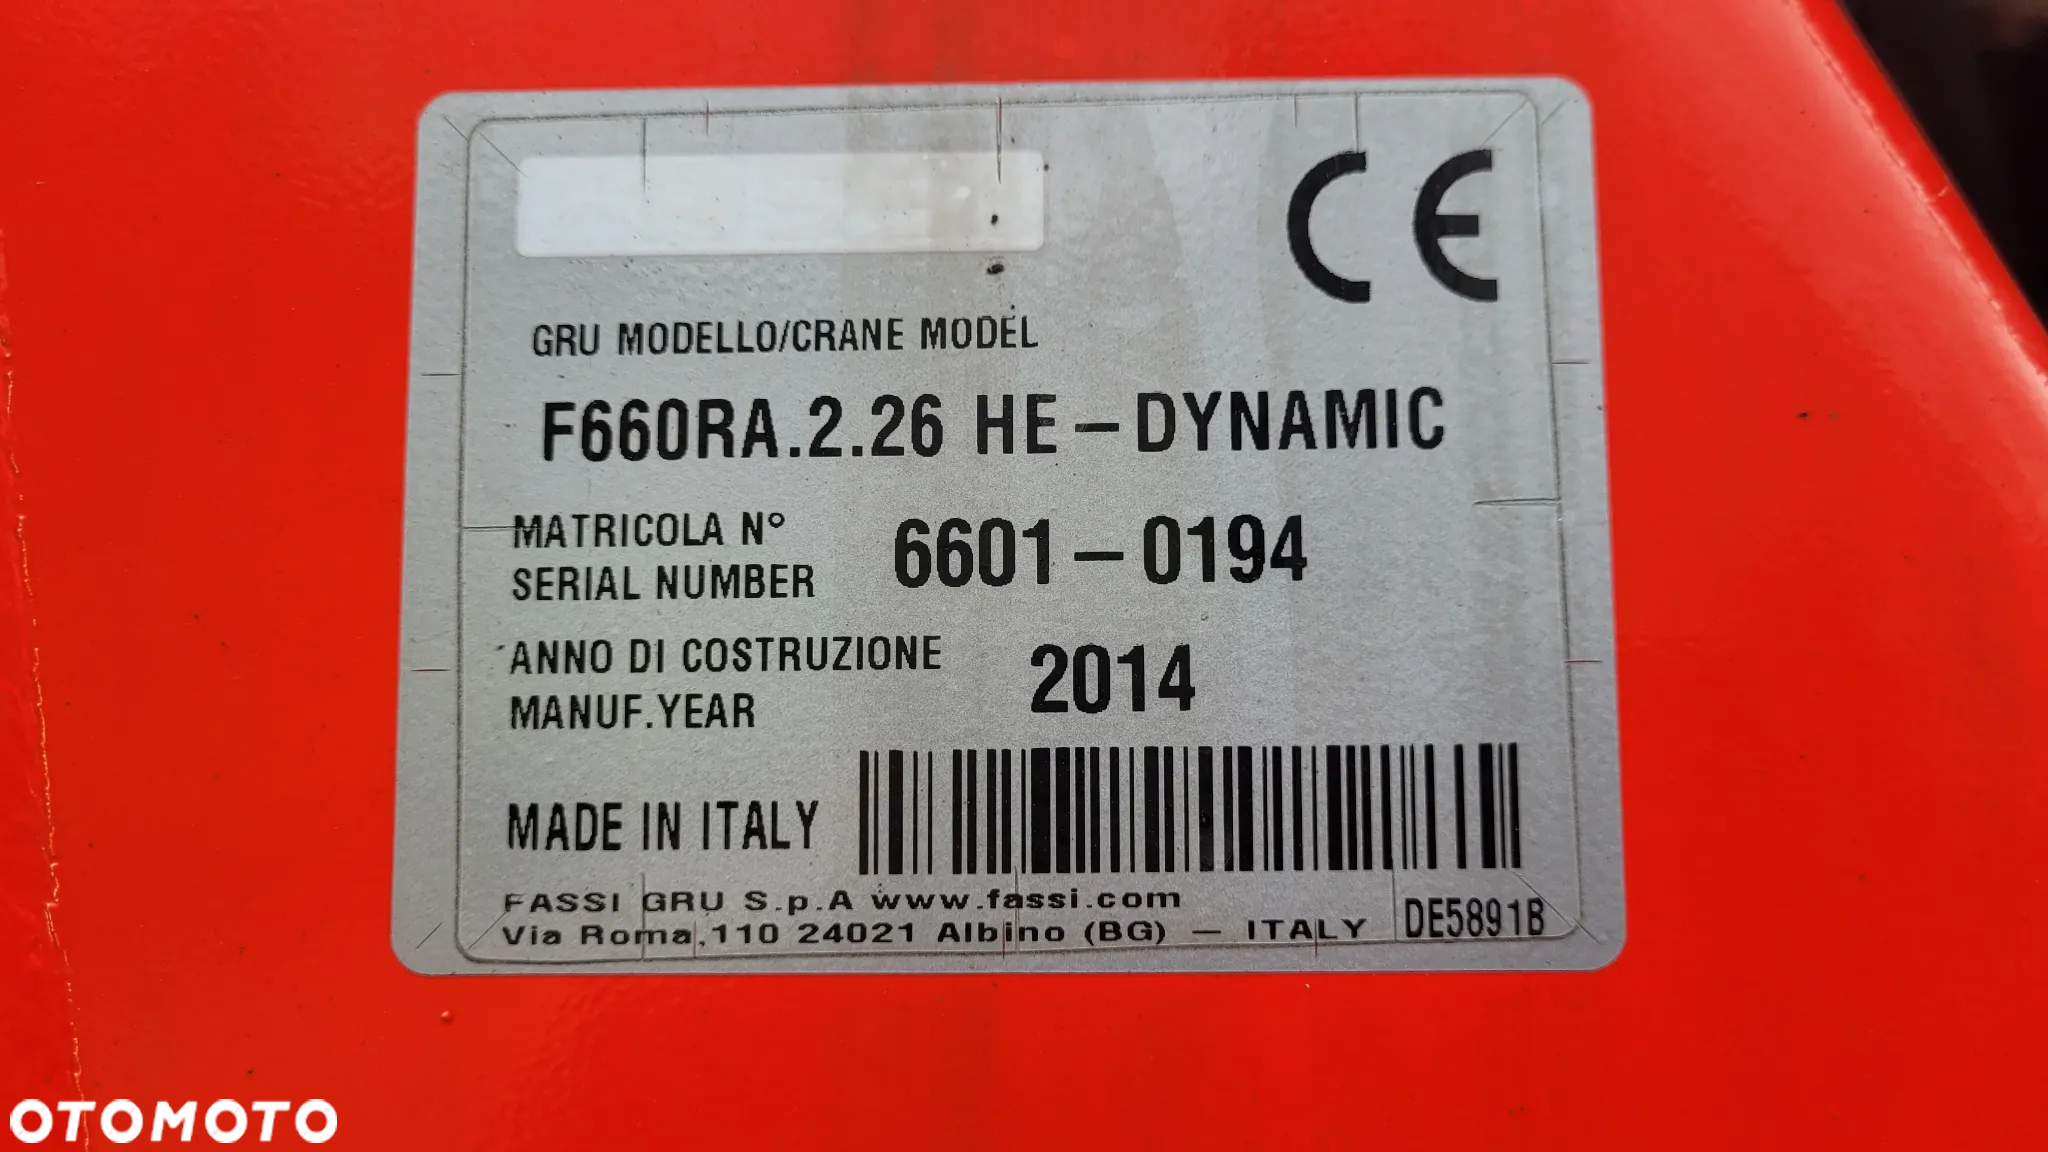 CE
GRU MODELLO/CRANE MODEL
F660RA.2.26 HE-DYNAMIC
MATRICOLA N° 6601-0194
SERIAL NUMBER
ANNO DI COSTRUZIONE 2014
MANUF.YEAR
MADE IN ITALY
FASSI GRU S.p.A www.fassi.com
Via Roma,110 24021 Albino (BG) - ITALY DE5891B
OTOMOTO